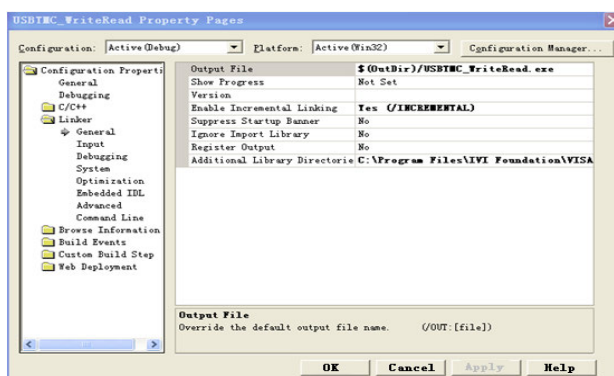 USBTMC_WriteRead Property Pages
Configuration: Active(Debug) Platform: Active(Win32) Configuration Manager...
Configuration Properti
General
Debugging
C/C++
Linker
General
Input
Debugging
System
Optimization
Embedded IDL
Advanced
Command Line
Browse Information
Build Events
Custom Build Step
Web Deployment
Output File $(OutDir)/USBTMC_WriteRead.exe
Show Progress Not Set
Version
Enable Incremental Linking Yes (/INCREMENTAL)
Suppress Startup Banner No
Ignore Import Library No
Register Output No
Additional Library Directorie C:\Program Files\IVI Foundation\VISA
Output File
Override the default output file name. (/OUT:[file])
OK Cancel Apply Help